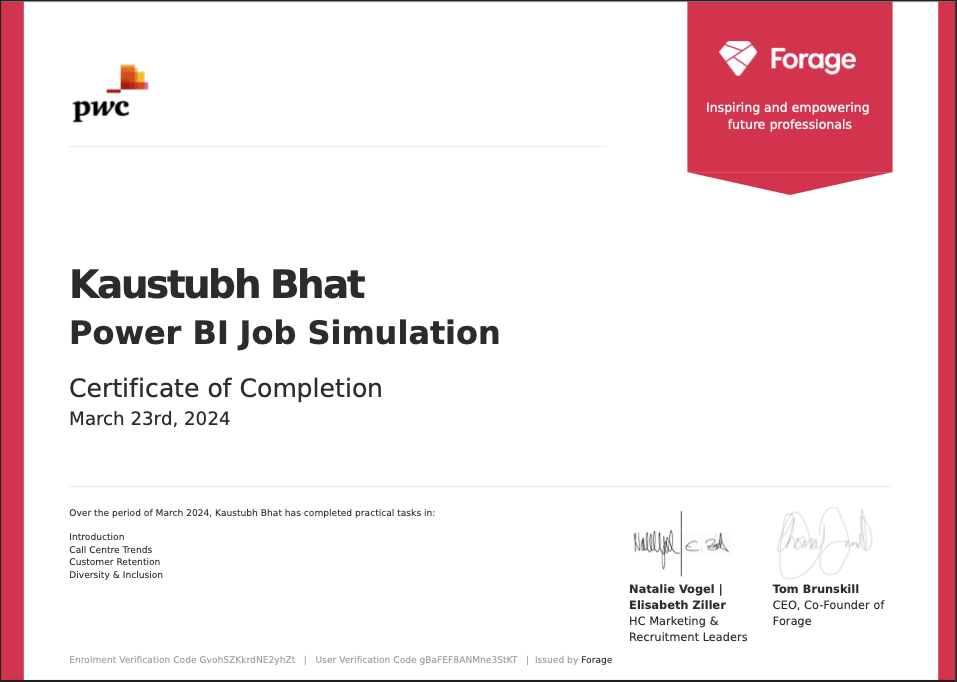 pwc
Forage
Inspiring and empowering
future professionals
Kaustubh Bhat
Power BI Job Simulation
Certificate of Completion
March 23rd, 2024
Over the period of March 2024, Kaustubh Bhat has completed practical tasks in:
Introduction
Call Centre Trends
Customer Retention
Diversity & Inclusion
Natalie Vogel |
Elisabeth Ziller
HC Marketing &
Recruitment Leaders
Tom Brunskill
CEO, Co-Founder of
Forage
Enrolment Verification Code GvohSZKkrdNE2yhZt | User Verification Code gBaFEF8ANMne3StKT | Issued by Forage